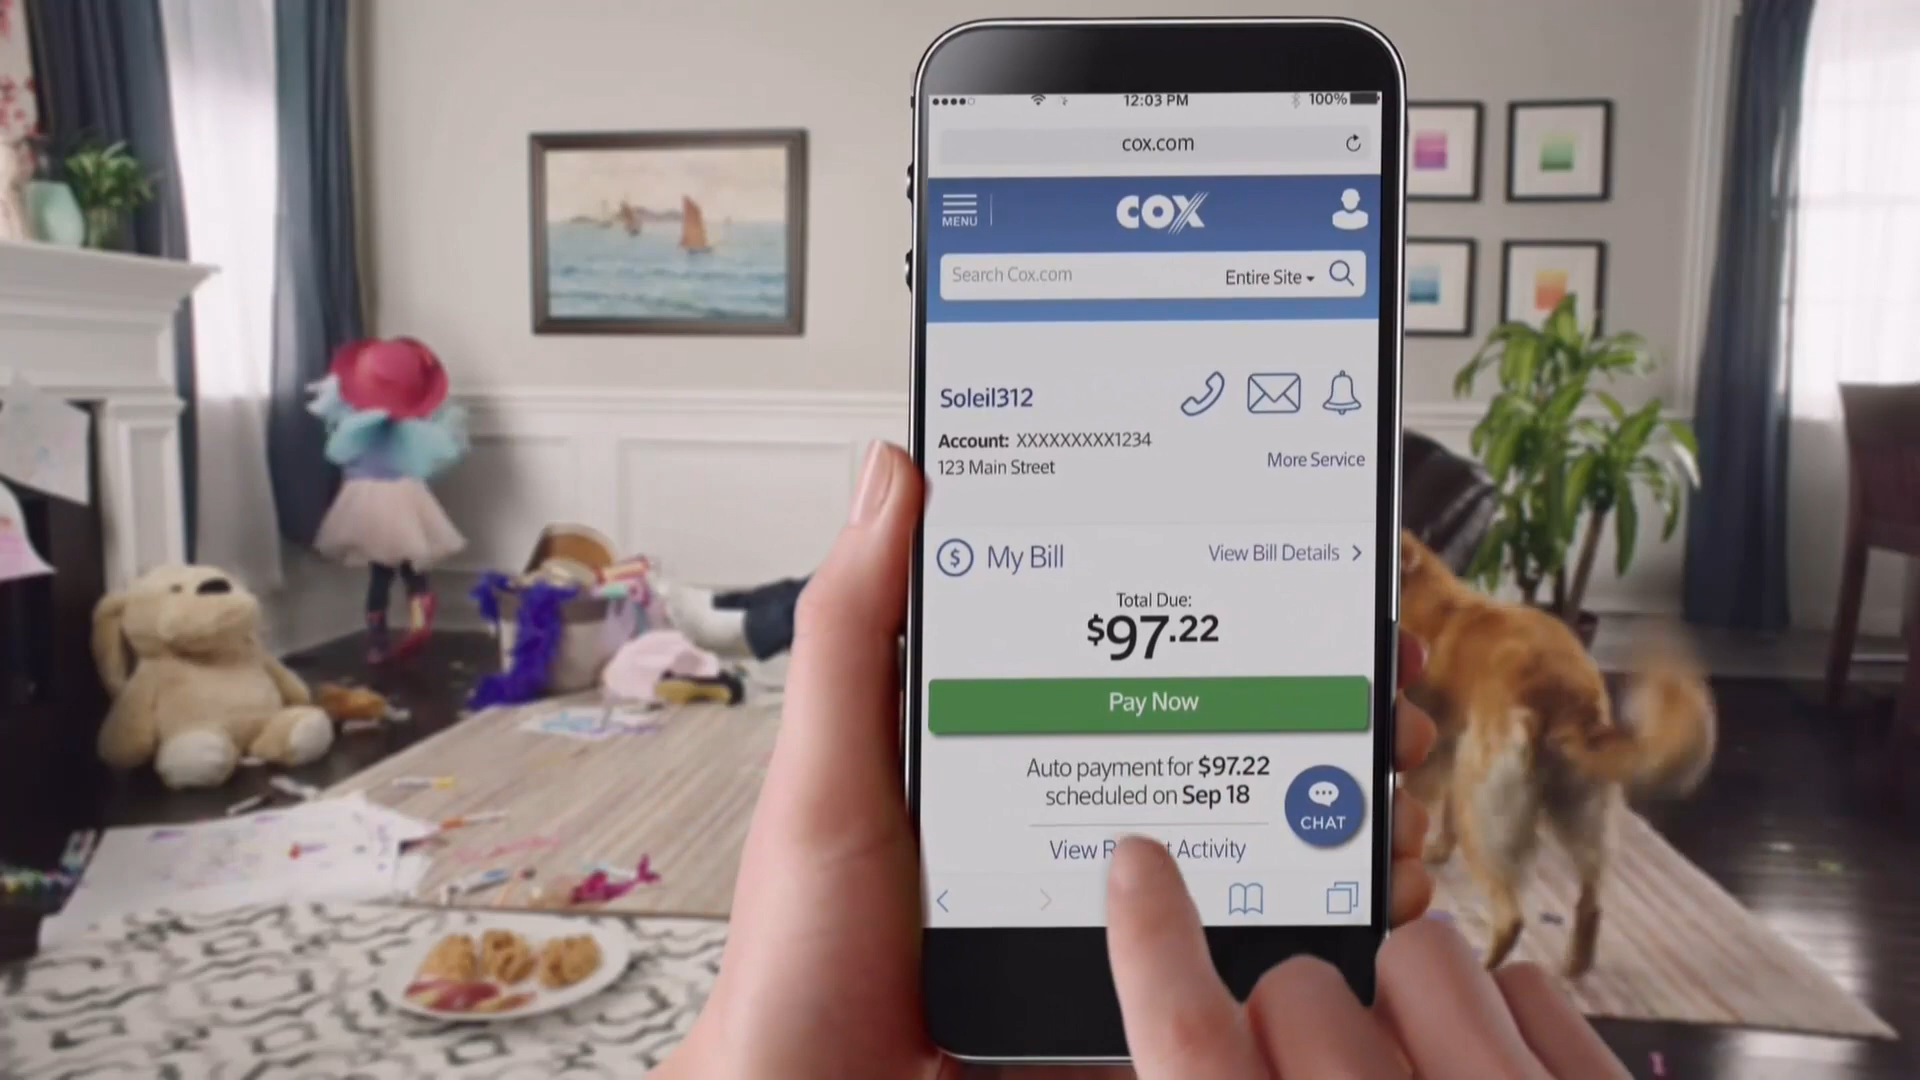 12:03 PM 100%
cox.com
MENU COX
Search Cox.com Entire Site
Soleil312
Account: XXXXXXXXX1234
123 Main Street
More Service
My Bill View Bill Details
Total Due:
$97.22
Pay Now
Auto payment for $97.22
scheduled on Sep 18
CHAT
View Activity